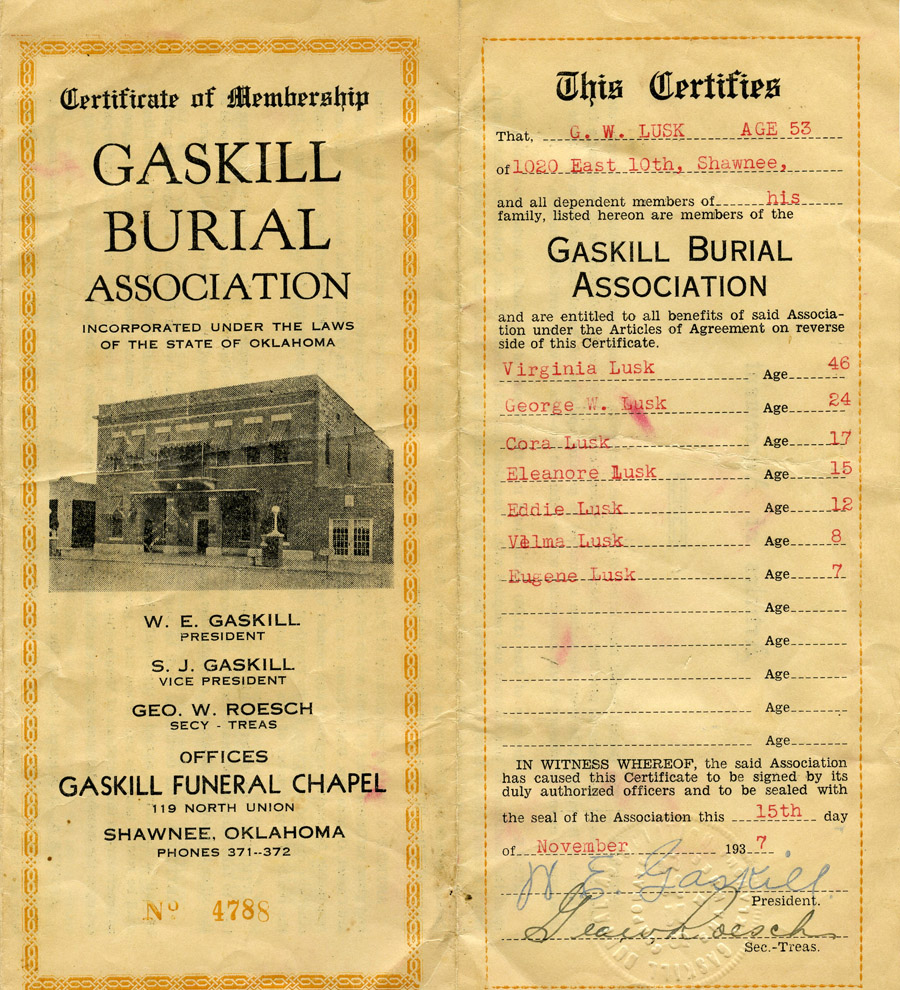 Certificate of Membership
GASKILL
BURIAL
ASSOCIATION
INCORPORATED UNDER THE LAWS
OF THE STATE OF OKLAHOMA
W. E. GASKILL
PRESIDENT
S. J. GASKILL
VICE PRESIDENT
GEO. W. ROESCH
SECY - TREAS
OFFICES
GASKILL FUNERAL CHAPEL
119 NORTH UNION
SHAWNEE, OKLAHOMA
PHONES 371--372
No 4788
This Certifies
That, G. W. LUSK AGE 53
of 1020 East 10th, Shawnee,
and all dependent members of his
family, listed hereon are members of the
GASKILL BURIAL
ASSOCIATION
and are entitled to all benefits of said Associa-
tion under the Articles of Agreement on reverse
side of this Certificate.
Virginia Lusk Age 46
George W. Lusk Age 24
Cora Lusk Age 17
Eleanore Lusk Age 15
Eddie Lusk Age 12
Velma Lusk Age 8
Eugene Lusk Age 7
Age
Age
Age
Age
Age
IN WITNESS WHEREOF, the said Association
has caused this Certificate to be signed by its
duly authorized officers and to be sealed with
the seal of the Association this 15th day
of November 1937
W. E. Gaskill
President.
Geo. W. Roesch
Sec.-Treas.